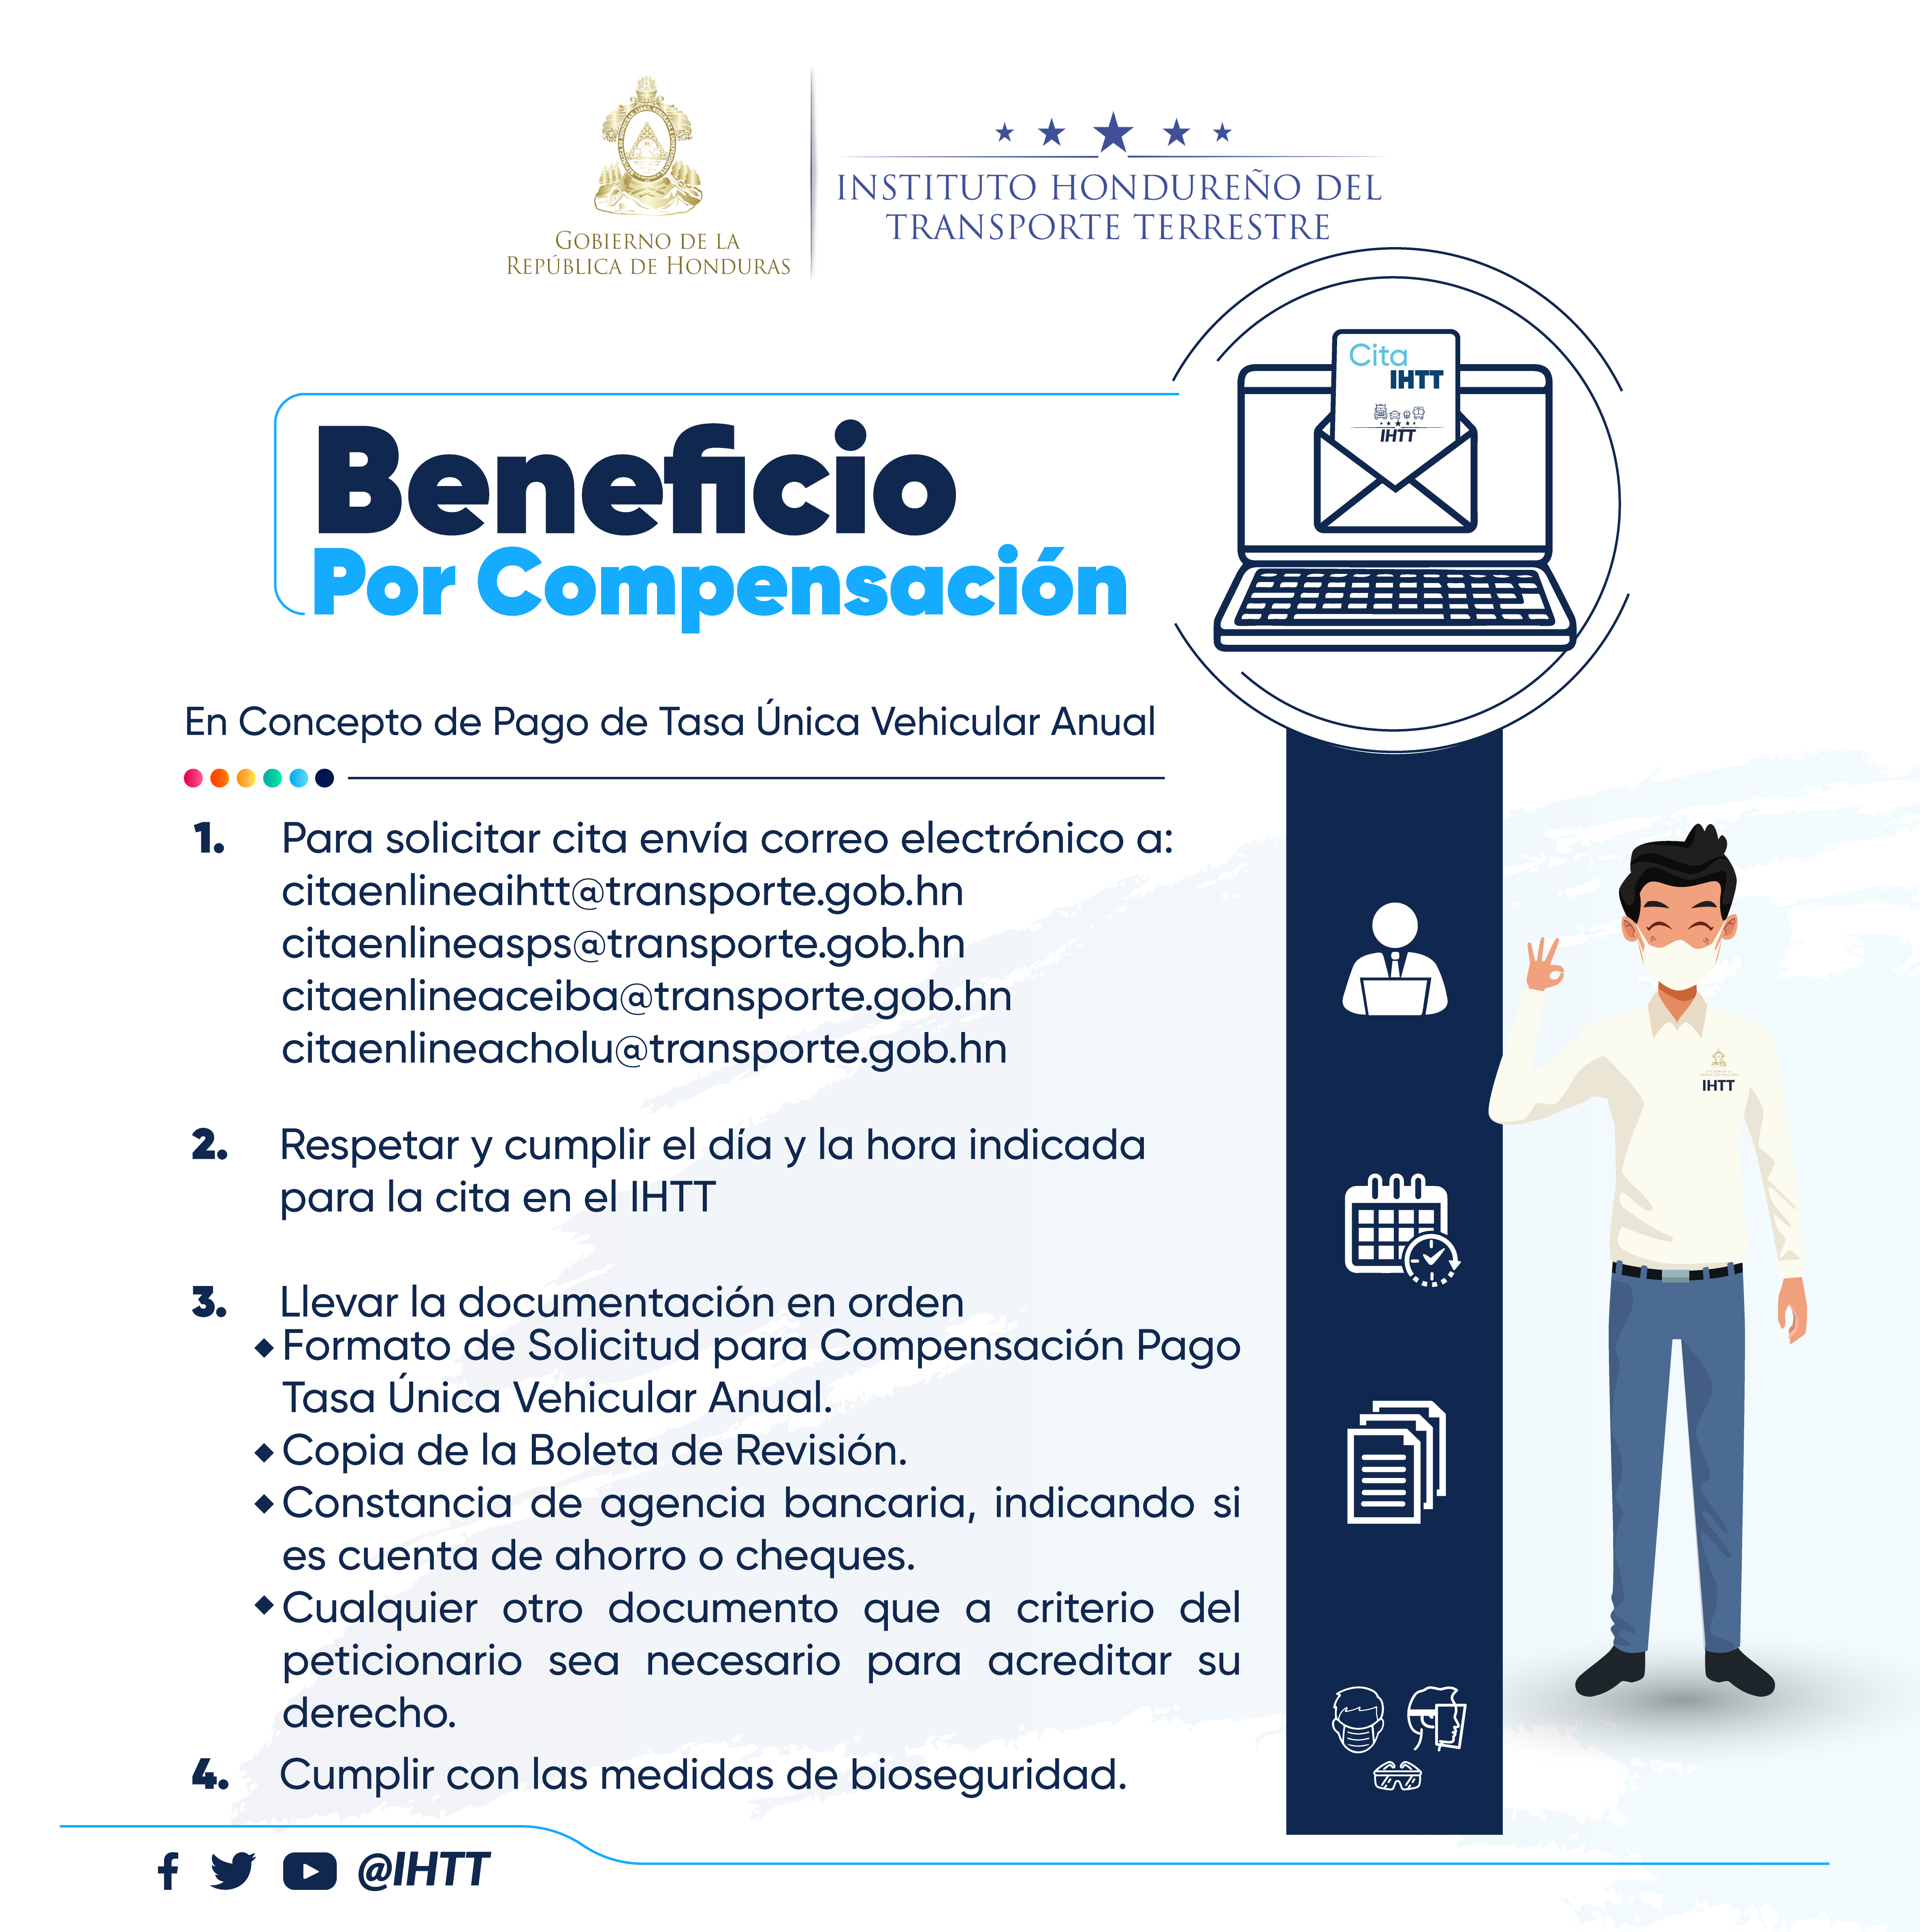 GOBIERNO DE LA
REPÚBLICA DE HONDURAS
INSTITUTO HONDUREÑO DEL
TRANSPORTE TERRESTRE
Cita
IHTT
IHTT
Beneficio
Por Compensación
En Concepto de Pago de Tasa Única Vehicular Anual
1. Para solicitar cita envía correo electrónico a:
citaenlineaihtt@transporte.gob.hn
citaenlineasps@transporte.gob.hn
citaenlineaceiba@transporte.gob.hn
citaenlineacholu@transporte.gob.hn
2. Respetar y cumplir el día y la hora indicada
para la cita en el IHTT
3. Llevar la documentación en orden
◆ Formato de Solicitud para Compensación Pago
Tasa Única Vehicular Anual.
◆ Copia de la Boleta de Revisión.
◆ Constancia de agencia bancaria, indicando si
es cuenta de ahorro o cheques.
◆ Cualquier otro documento que a criterio del
peticionario sea necesario para acreditar su
derecho.
4. Cumplir con las medidas de bioseguridad.
IHTT
@IHTT